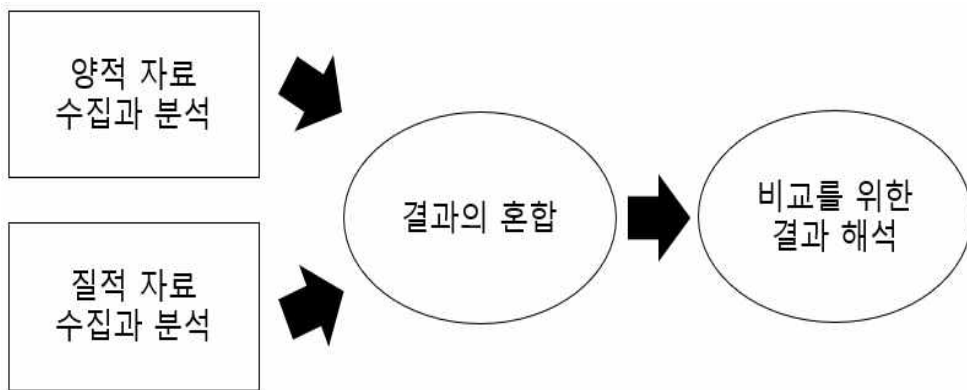 양적 자료
수집과 분석
질적 자료
수집과 분석
결과의 혼합
비교를 위한
결과 해석